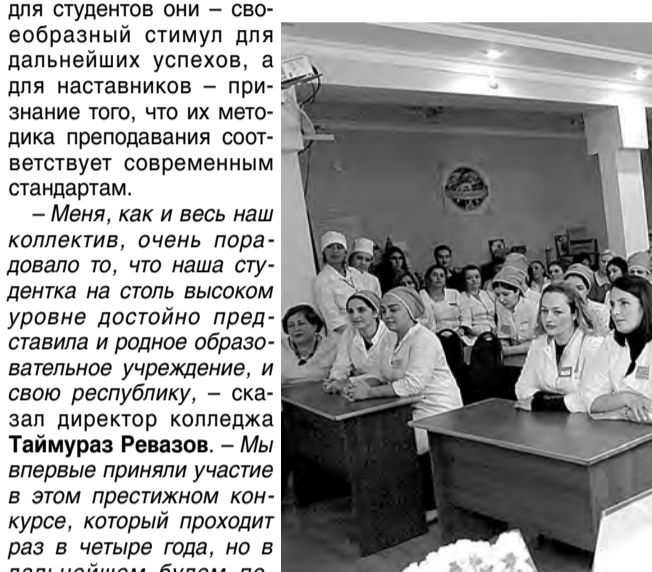 для студентов они – сво-
еобразный стимул для
дальнейших успехов, а
для наставников – при-
знание того, что их мето-
дика преподавания соот-
ветствует современным
стандартам.
– Меня, как и весь наш
коллектив, очень пора-
довало то, что наша сту-
дентка на столь высоком
уровне достойно пред-
ставила и родное образо-
вательное учреждение, и
свою республику, – ска-
зал директор колледжа
Таймураз Ревазов. – Мы
впервые приняли участие
в этом престижном кон-
курсе, который проходит
раз в четыре года, но в
дальнейшем будем по-